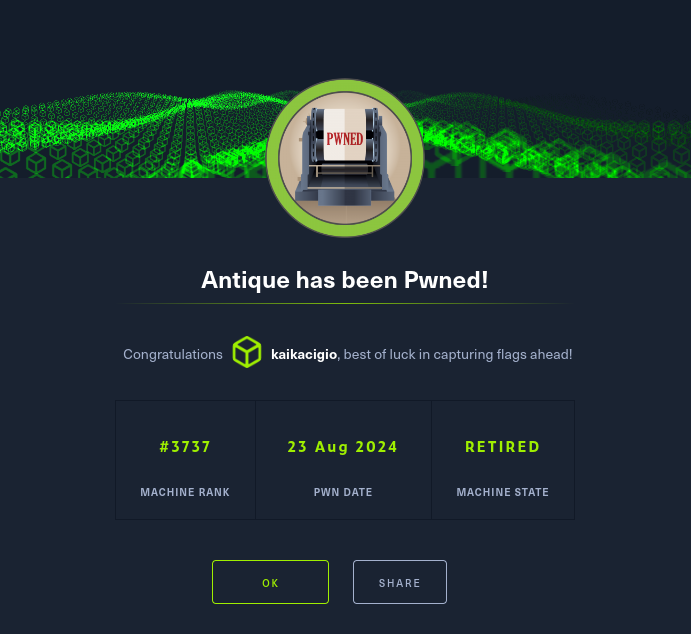 PWNED
Antique has been Pwned!
Congratulations kaikacigio, best of luck in capturing flags ahead!
#3737 23 Aug 2024 RETIRED
MACHINE RANK PWN DATE MACHINE STATE
OK SHARE